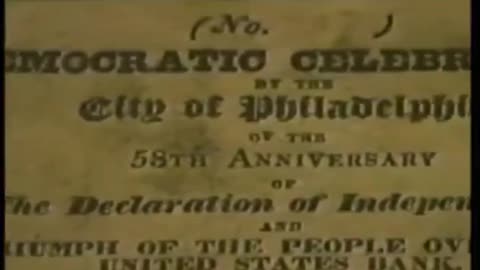 (No. )
EMOCRATIC CELEBR
BY THE
City of Philadelphi
OF THE
58TH ANNIVERSARY
OF
The Declaration of Indepen
AND
RIUMPH OF THE PEOPLE OV
UNITED STATES BANK.